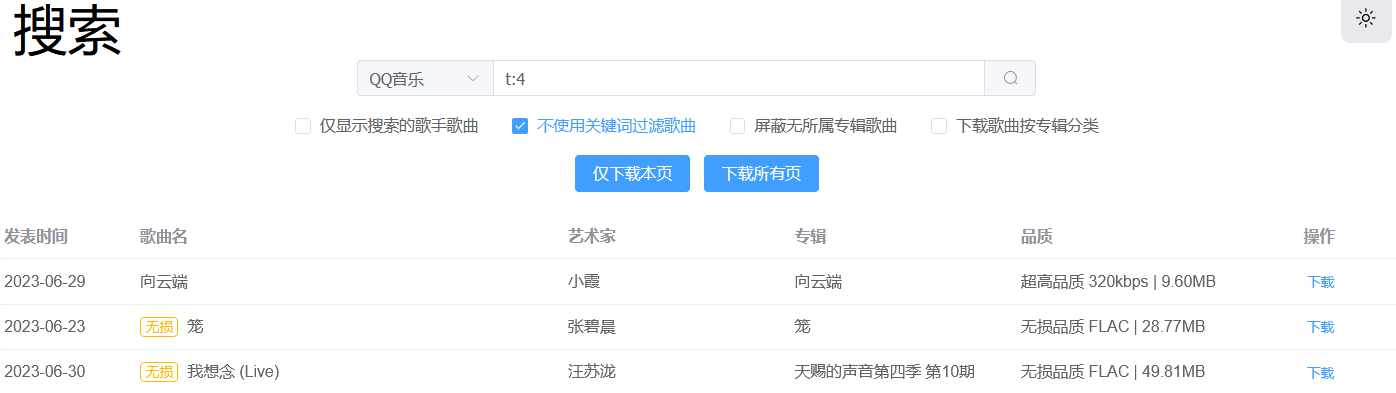 搜索
QQ音乐 t:4
仅显示搜索的歌手歌曲 不使用关键词过滤歌曲 屏蔽无所属专辑歌曲 下载歌曲按专辑分类
仅下载本页 下载所有页
发表时间 歌曲名 艺术家 专辑 品质 操作
2023-06-29 向云端 小霞 向云端 超高品质 320kbps | 9.60MB 下载
2023-06-23 无损 笼 张碧晨 笼 无损品质 FLAC | 28.77MB 下载
2023-06-30 无损 我想念 (Live) 汪苏泷 天赐的声音第四季 第10期 无损品质 FLAC | 49.81MB 下载